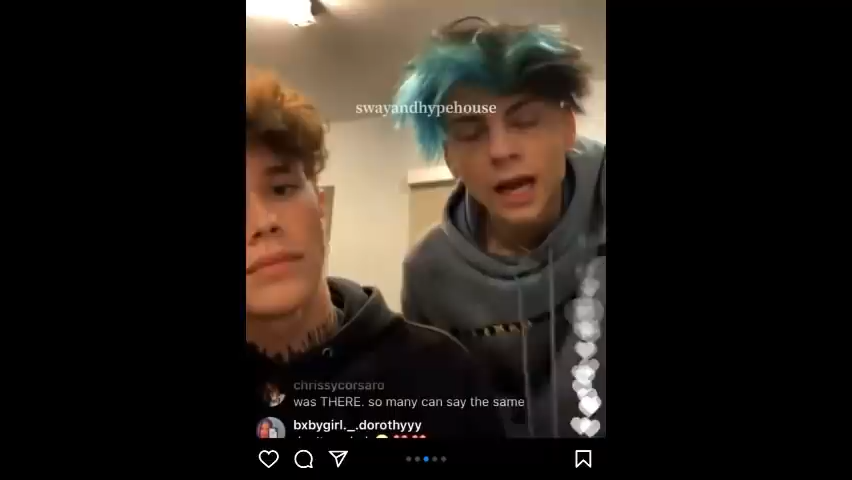 swayandhypehouse
chrissycorsaro
was THERE. so many can say the same
bxbygirl._.dorothyyy